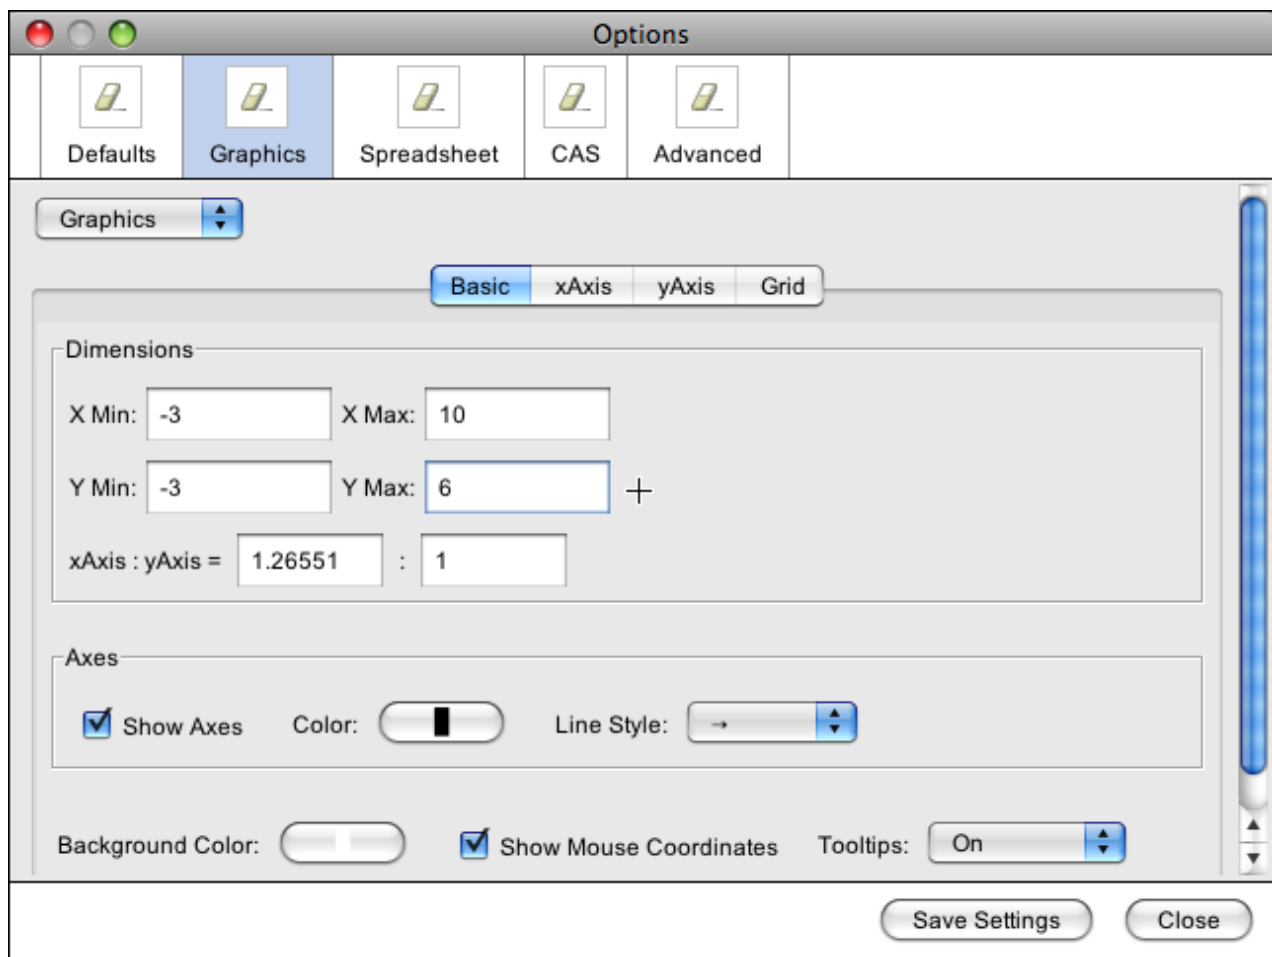 Options
Defaults Graphics Spreadsheet CAS Advanced
Graphics
Basic xAxis yAxis Grid
Dimensions
X Min: -3 X Max: 10
Y Min: -3 Y Max: 6
xAxis : yAxis = 1.26551 : 1
Axes
Show Axes Color: Line Style: →
Background Color: Show Mouse Coordinates Tooltips: On
Save Settings Close